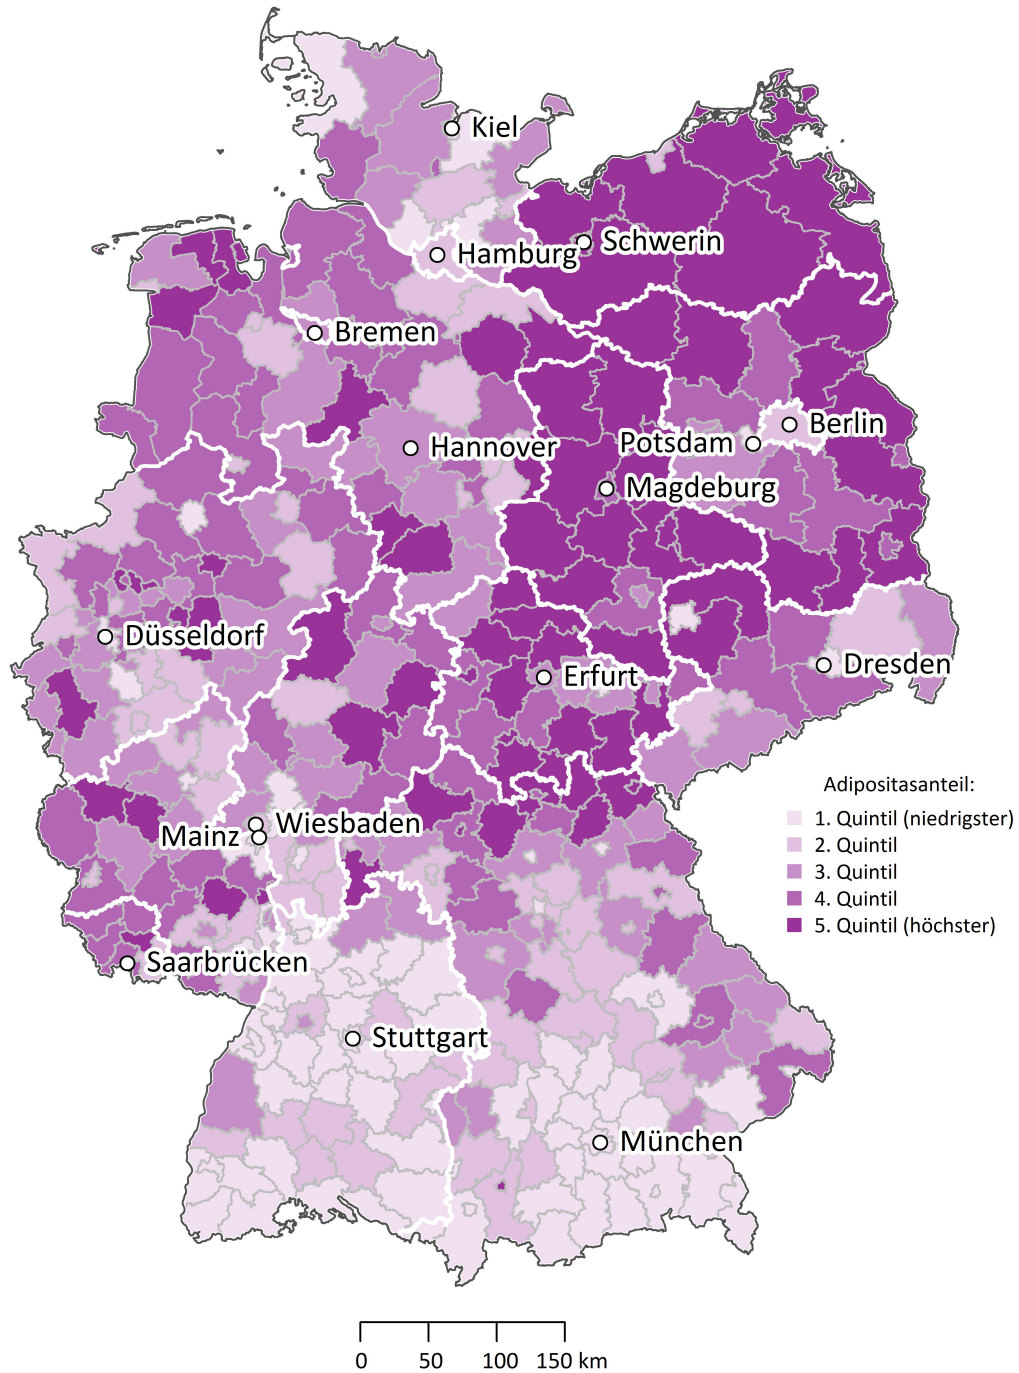 Kiel
Schwerin
Hamburg
Bremen
Berlin
Hannover
Potsdam
Magdeburg
Düsseldorf
Dresden
Erfurt
Adipositasanteil:
1. Quintil (niedrigster)
2. Quintil
3. Quintil
4. Quintil
5. Quintil (höchster)
Wiesbaden
Mainz
Saarbrücken
Stuttgart
München
0 50 100 150 km